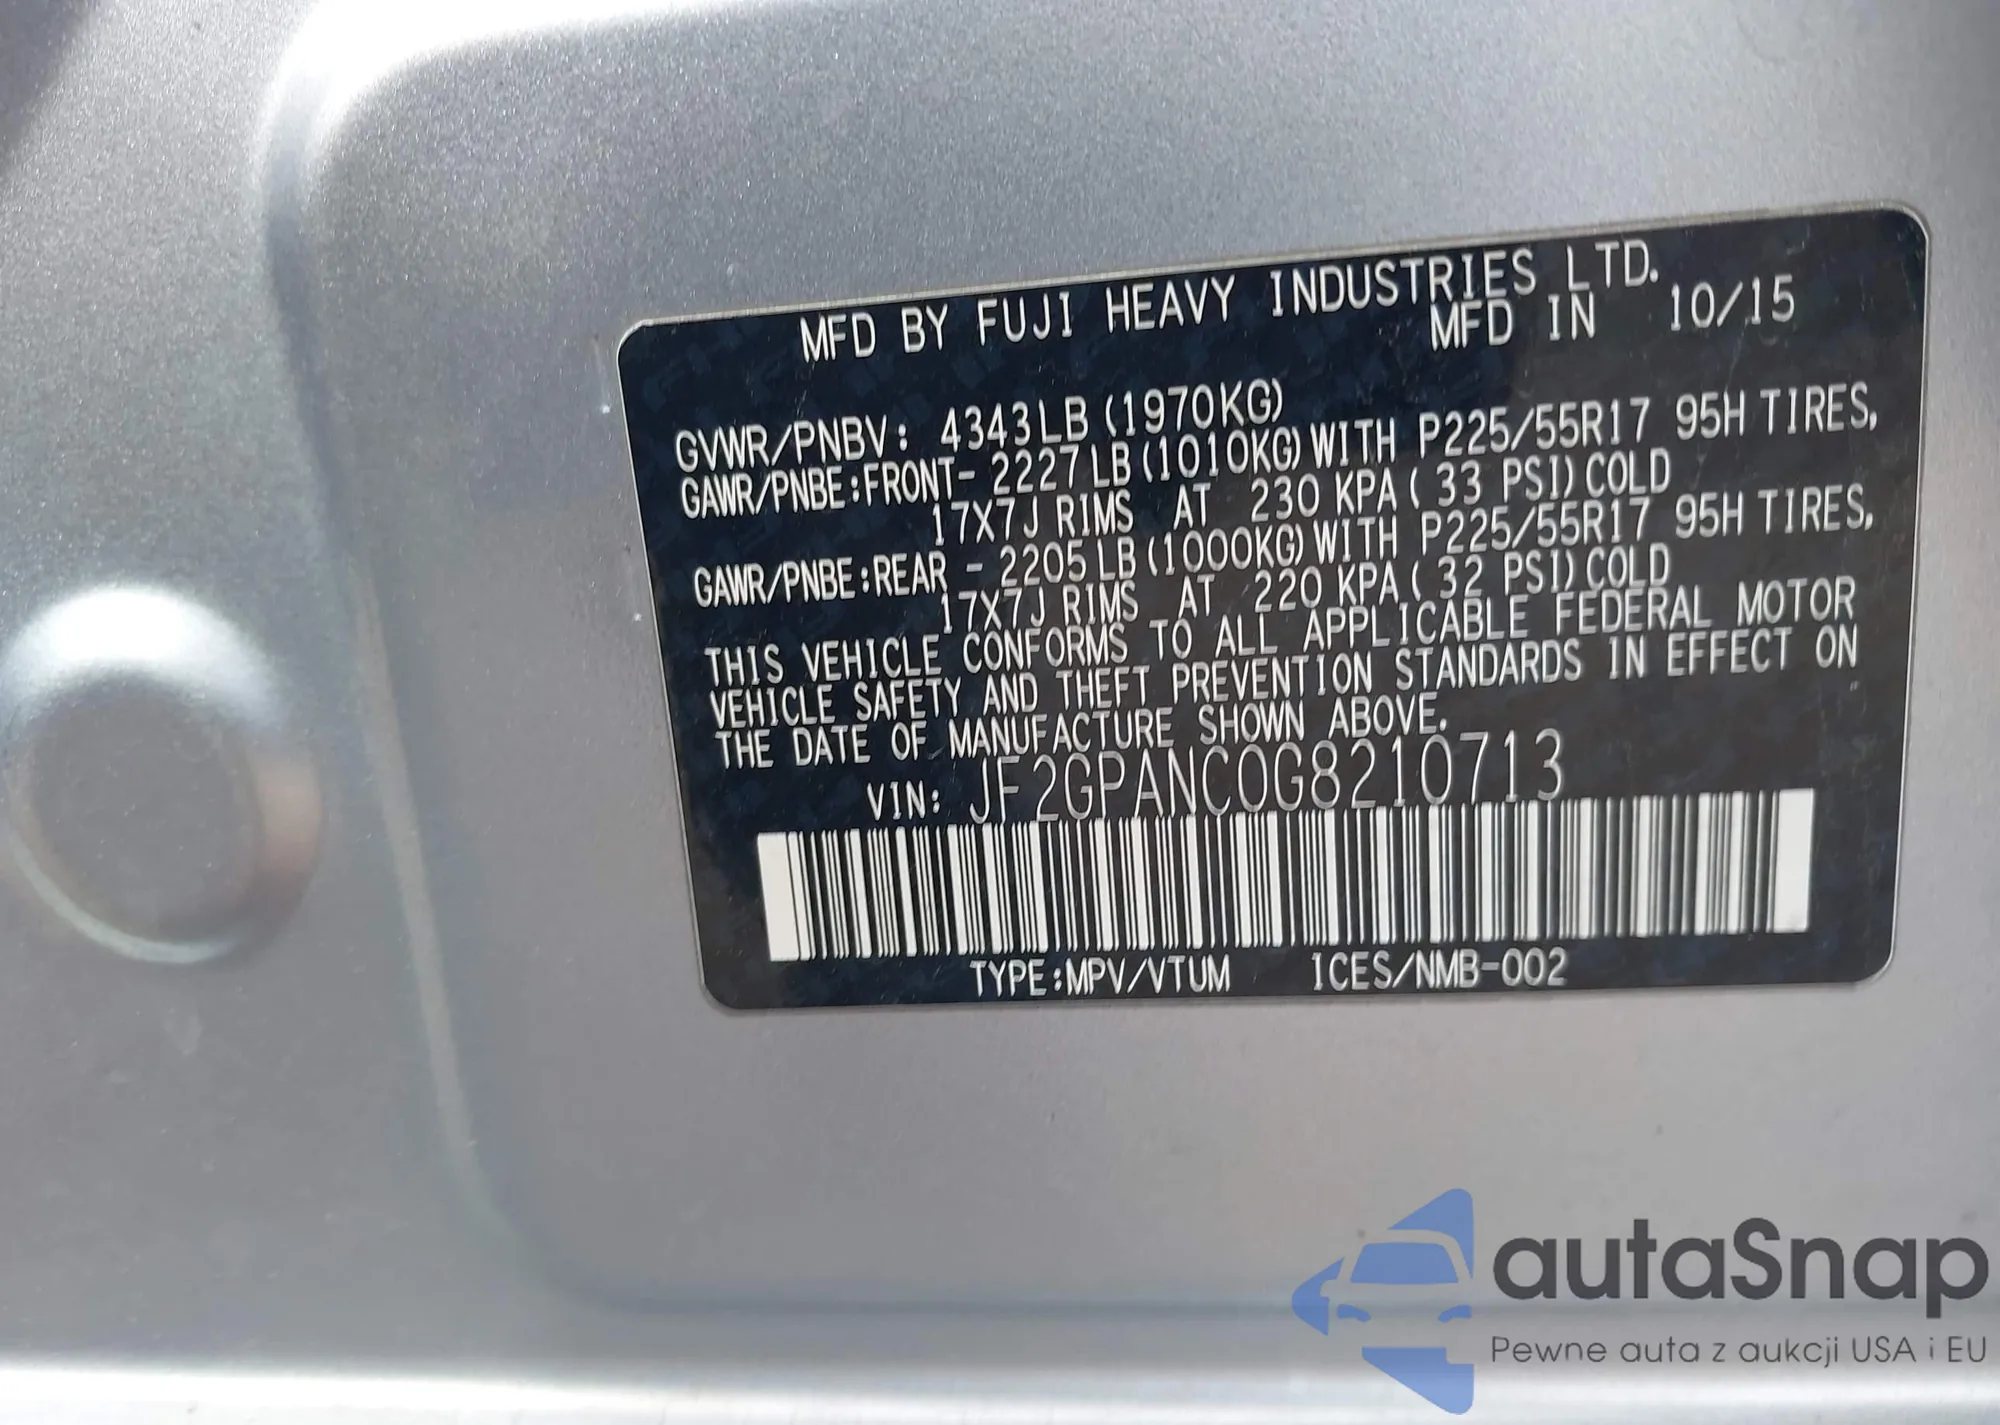 MFD BY FUJI HEAVY INDUSTRIES LTD.
MFD IN 10/15
GVWR/PNBV: 4343LB (1970KG)
GAWR/PNBE:FRONT- 2227LB (1010KG) WITH P225/55R17 95H TIRES,
17X7J RIMS AT 230 KPA ( 33 PSI) COLD
GAWR/PNBE:REAR - 2205LB (1000KG) WITH P225/55R17 95H TIRES,
17X7J RIMS AT 220 KPA ( 32 PSI) COLD
THIS VEHICLE CONFORMS TO ALL APPLICABLE FEDERAL MOTOR
VEHICLE SAFETY AND THEFT PREVENTION STANDARDS IN EFFECT ON
THE DATE OF MANUFACTURE SHOWN ABOVE.
VIN: JF2GPANC0G8210713
TYPE:MPV/VTUM ICES/NMB-002
autaSnap
Pewne auta z aukcji USA i EU